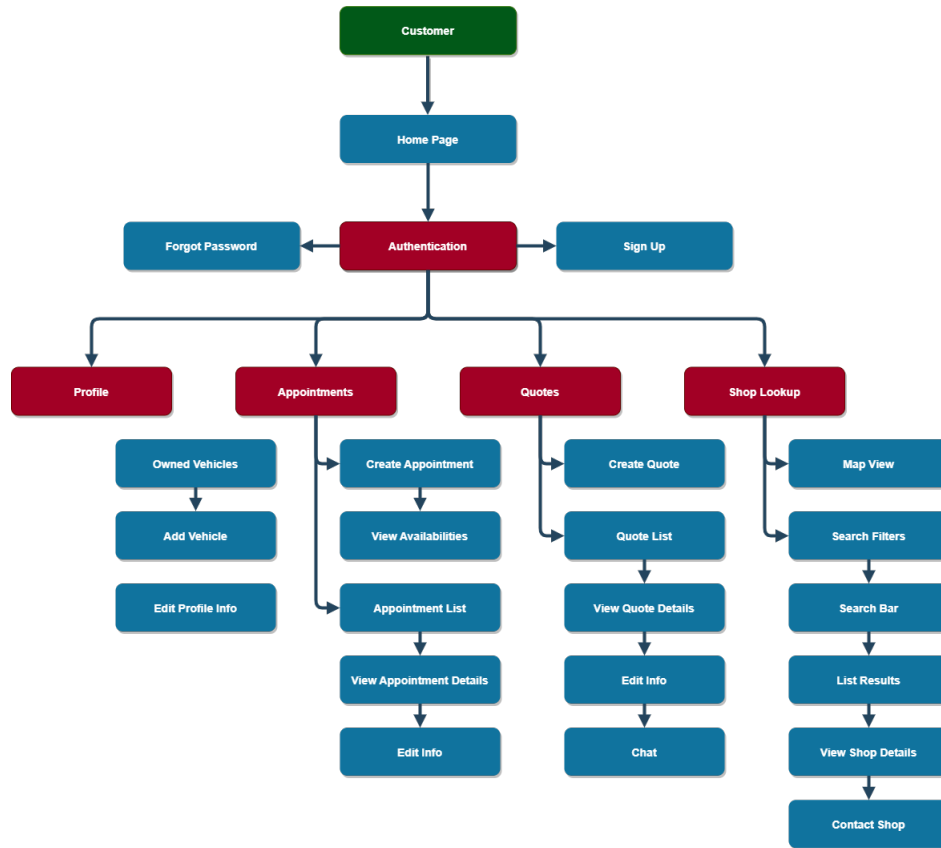 Customer
Home Page
Forgot Password
Authentication
Sign Up
Profile
Appointments
Quotes
Shop Lookup
Owned Vehicles
Create Appointment
Create Quote
Map View
Add Vehicle
View Availabilities
Quote List
Search Filters
Edit Profile Info
Appointment List
View Quote Details
Search Bar
View Appointment Details
Edit Info
List Results
Edit Info
Chat
View Shop Details
Contact Shop